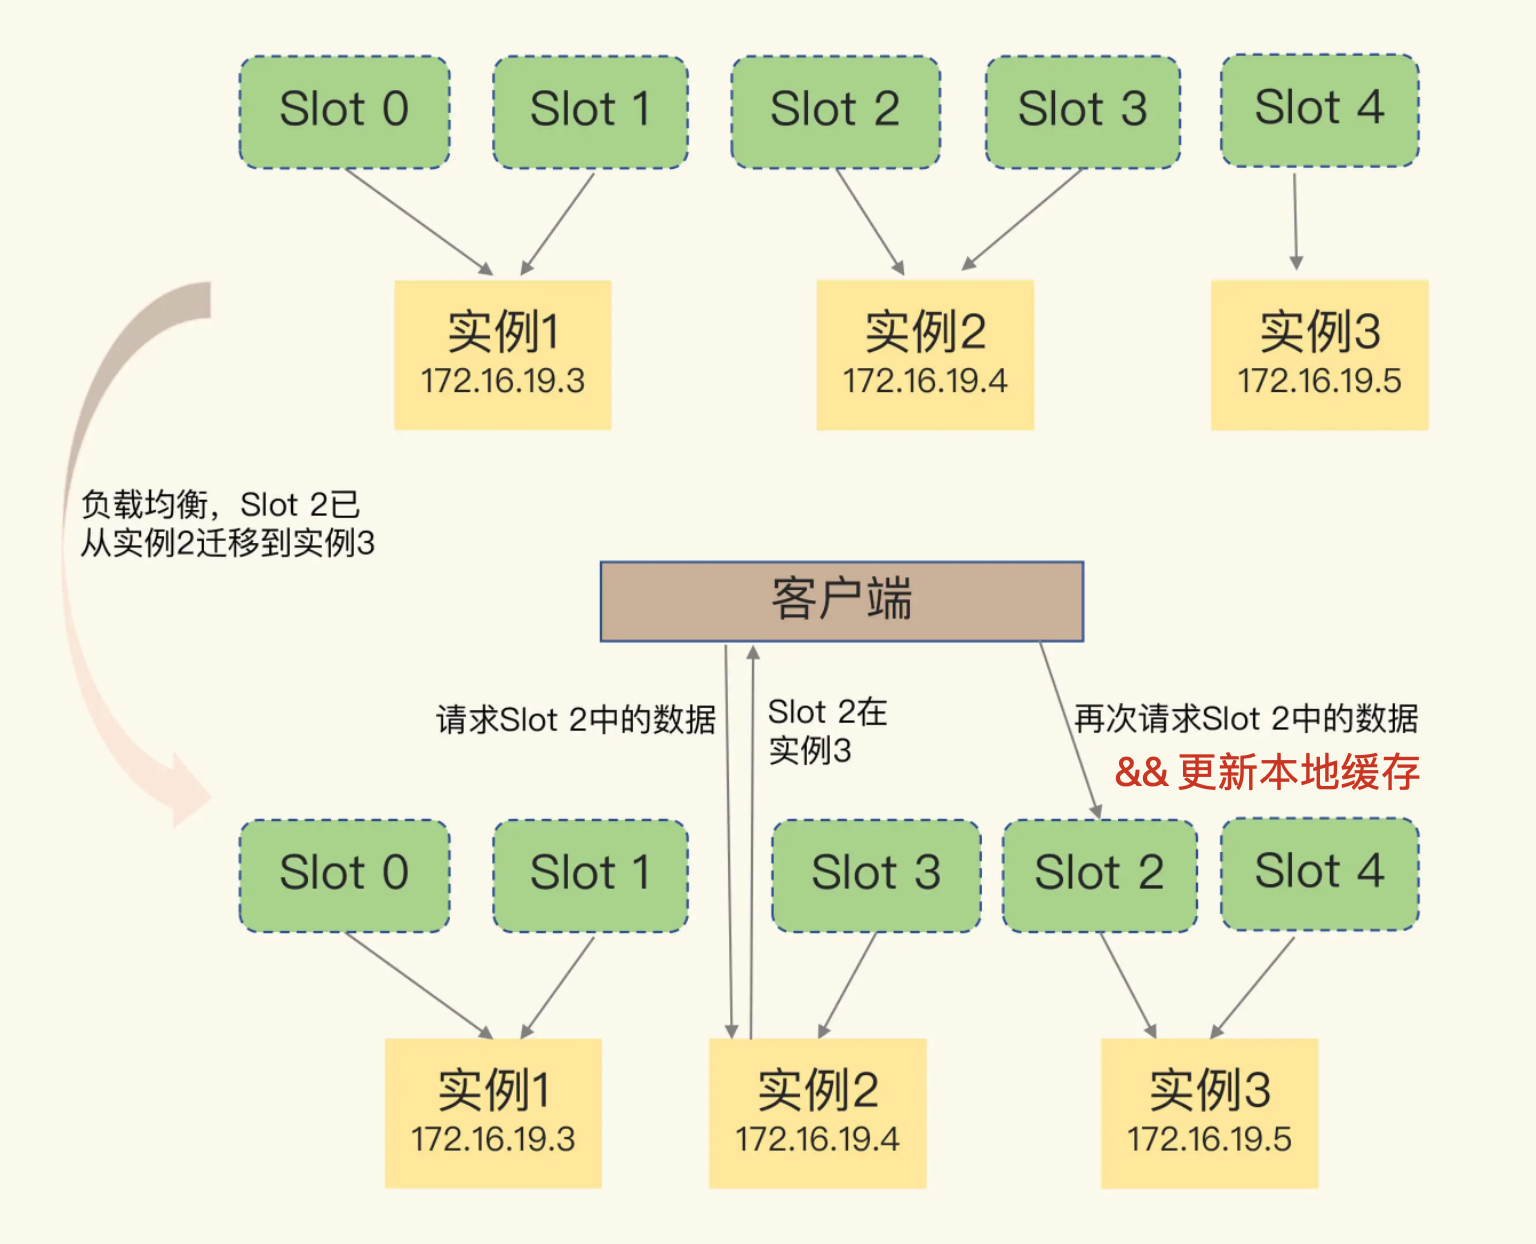 Slot 0
Slot 1
Slot 2
Slot 3
Slot 4
实例1
172.16.19.3
实例2
172.16.19.4
实例3
172.16.19.5
负载均衡，Slot 2已
从实例2迁移到实例3
客户端
请求Slot 2中的数据
Slot 2在
实例3
再次请求Slot 2中的数据
&& 更新本地缓存
Slot 0
Slot 1
Slot 3
Slot 2
Slot 4
实例1
172.16.19.3
实例2
172.16.19.4
实例3
172.16.19.5